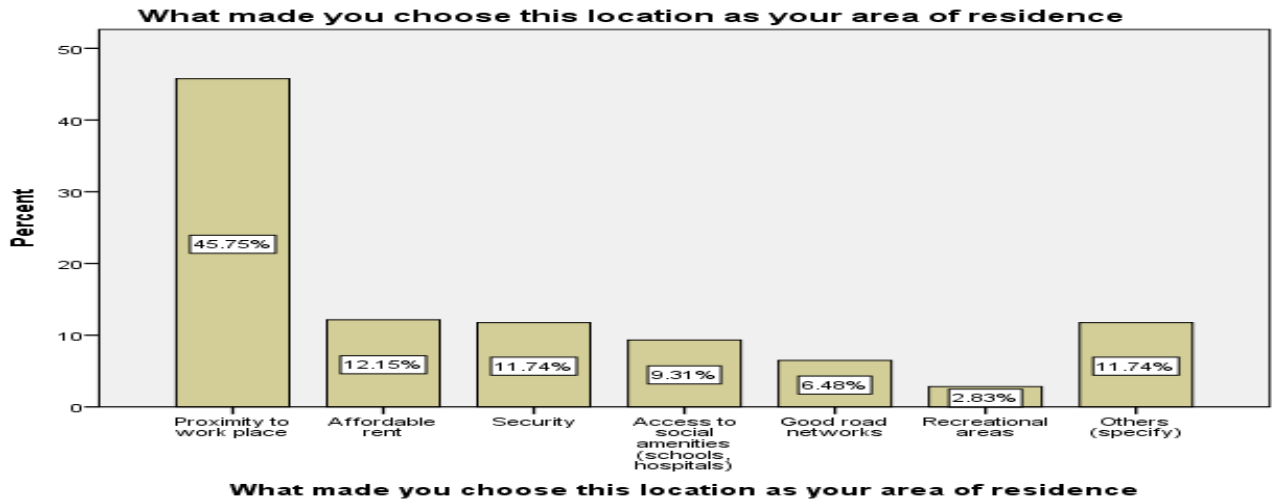 What made you choose this location as your area of residence
Percent
50
40
30
20
10
0
45.75%
12.15%
11.74%
9.31%
6.48%
2.83%
11.74%
Proximity to
work place
Affordable
rent
Security
Access to
social
amenities
(schools,
hospitals)
Good road
networks
Recreational
areas
Others
(specify)
What made you choose this location as your area of residence